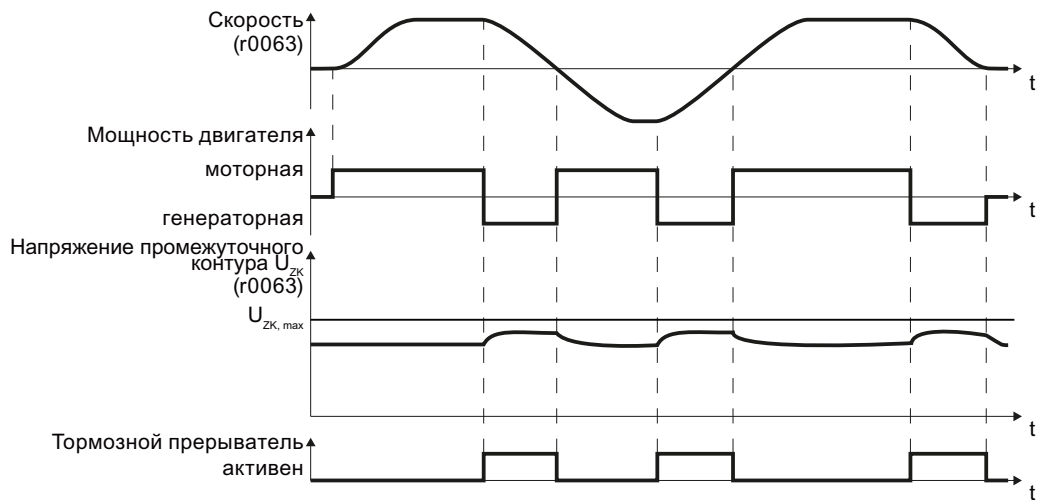 Скорость
(r0063)
t
Мощность двигателя
моторная
генераторная
t
Напряжение промежуточного
контура U_ZK
(r0063)
U_ZK, max
t
Тормозной прерыватель
активен
t